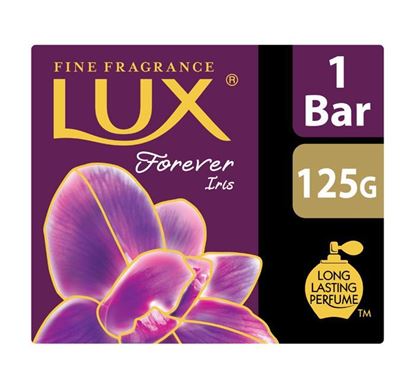 FINE FRAGRANCE
LUX ®
Forever
Iris
1
Bar
125G
LONG
LASTING
PERFUME
TM